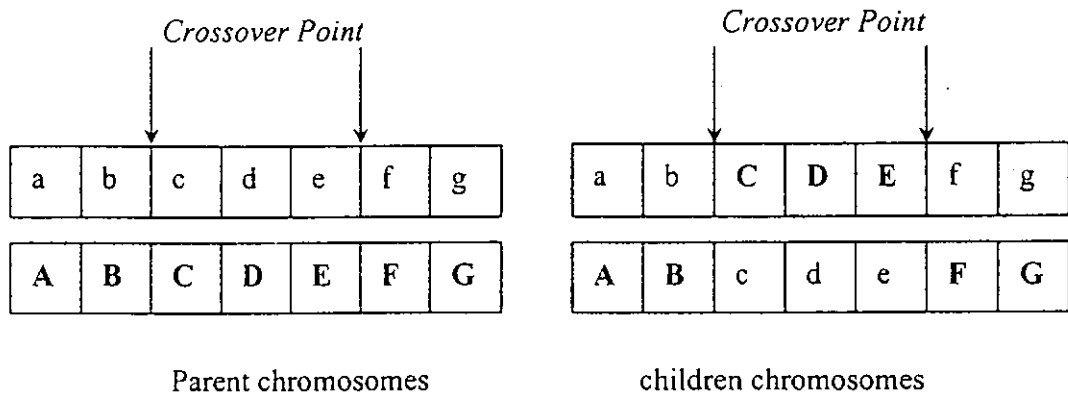 Crossover Point
Crossover Point
a b c d e f g
A B C D E F G
a b C D E f g
A B c d e F G
Parent chromosomes
children chromosomes